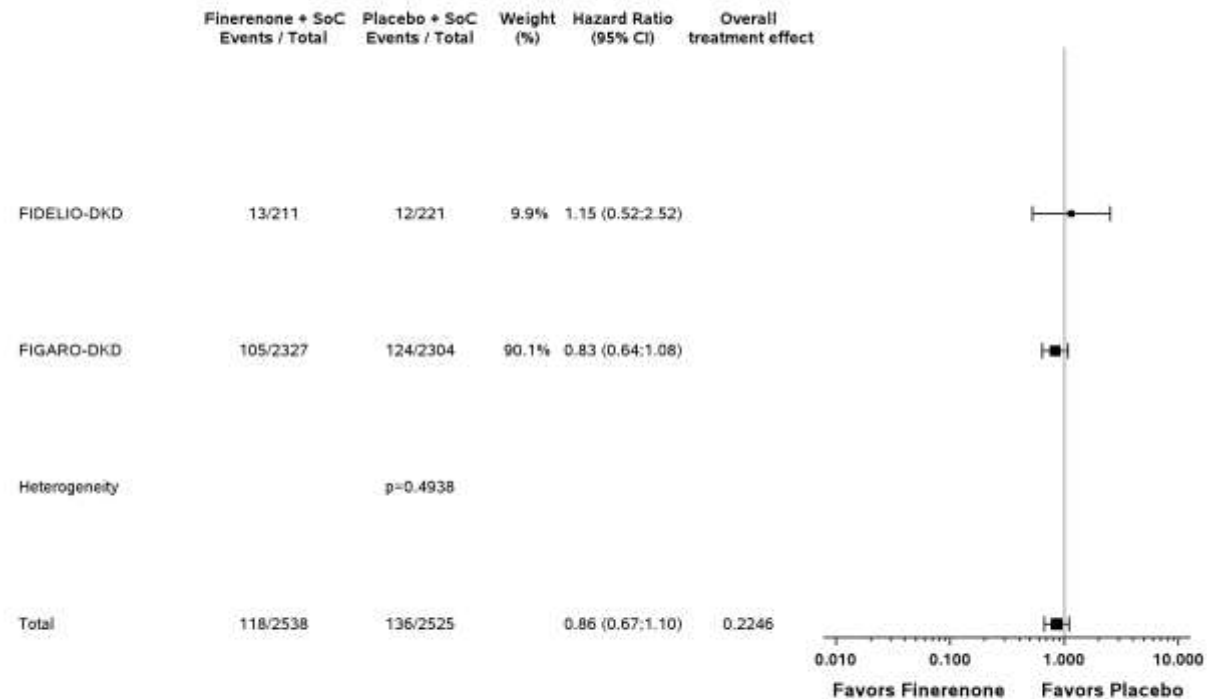 Finerenone + SoC Placebo + SoC Weight Hazard Ratio Overall
Events / Total Events / Total (%) (95% CI) treatment effect
FIDELIO-DKD 13/211 12/221 9.9% 1.15 (0.52;2.52)
FIGARO-DKD 105/2327 124/2304 90.1% 0.83 (0.64;1.08)
Heterogeneity p=0.4938
Total 118/2538 136/2525 0.86 (0.67;1.10) 0.2246
0.010 0.100 1.000 10.000
Favors Finerenone Favors Placebo